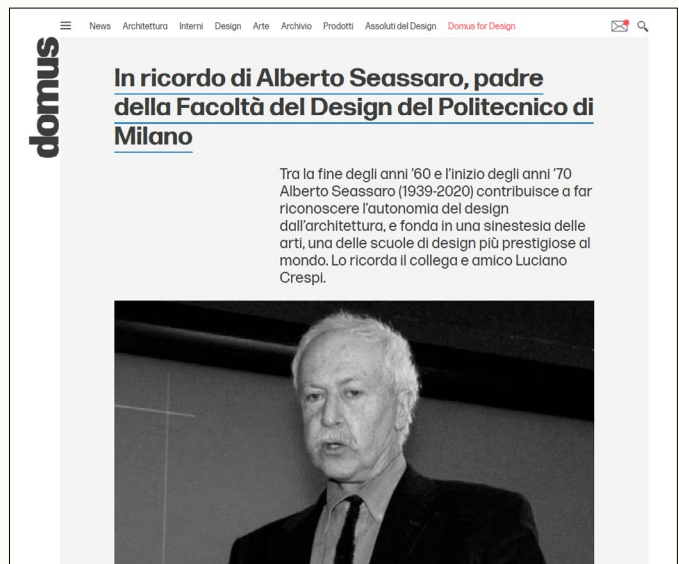 News Architettura Interni Design Arte Archivio Prodotti Assoluti del Design Domus for Design
domus
In ricordo di Alberto Seassaro, padre
della Facoltà del Design del Politecnico di
Milano
Tra la fine degli anni ’60 e l’inizio degli anni ’70
Alberto Seassaro (1939-2020) contribuisce a far
riconoscere l’autonomia del design
dall’architettura, e fonda in una sinestesia delle
arti, una delle scuole di design più prestigiose al
mondo. Lo ricorda il collega e amico Luciano
Crespi.